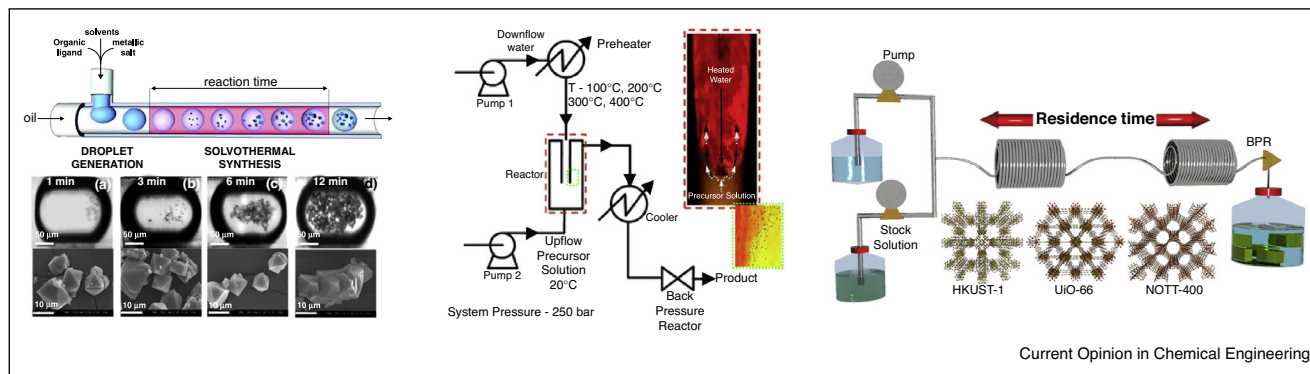 solvents
Organic
ligand
metallic
salt
reaction time
oil
DROPLET
GENERATION
SOLVOTHERMAL
SYNTHESIS
1 min (a)
3 min (b)
6 min (c)
12 min d)
50 µm
50 µm
50 µm
50 µm
10 µm
10 µm
10 µm
10 µm
Downflow
water
Preheater
Pump 1
T - 100°C, 200°C
300°C, 400°C
Reactor
Cooler
Pump 2
Upflow
Precursor
Solution
20°C
Product
Back
Pressure
Reactor
System Pressure - 250 bar
Heated
Water
Precursor Solution
Pump
Residence time
BPR
Stock
Solution
HKUST-1
UiO-66
NOTT-400
Current Opinion in Chemical Engineering